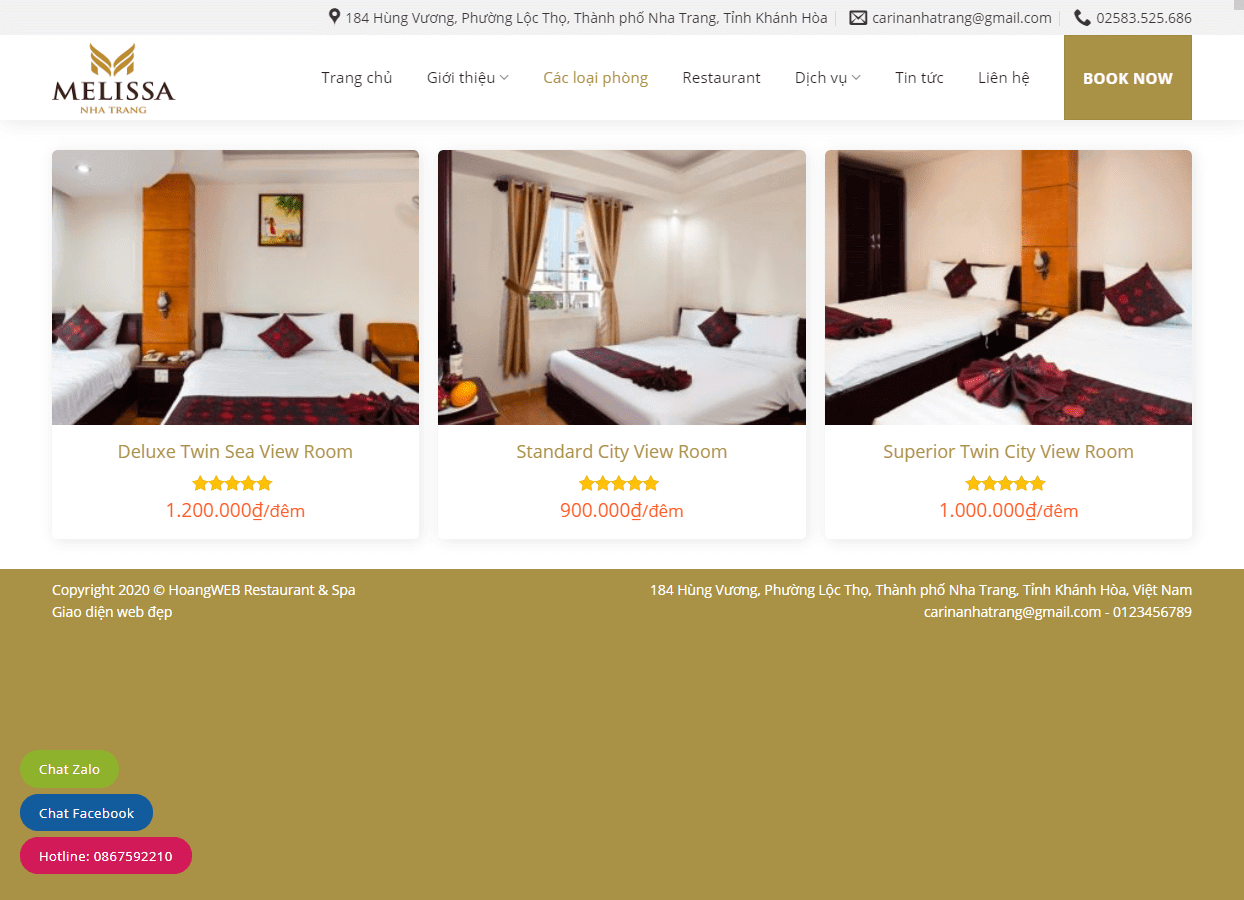 184 Hùng Vương, Phường Lộc Thọ, Thành phố Nha Trang, Tỉnh Khánh Hòa
carinanhatrang@gmail.com
02583.525.686
MELISSA
NHA TRANG
Trang chủ
Giới thiệu
Các loại phòng
Restaurant
Dịch vụ
Tin tức
Liên hệ
BOOK NOW
Deluxe Twin Sea View Room
1.200.000₫/đêm
Standard City View Room
900.000₫/đêm
Superior Twin City View Room
1.000.000₫/đêm
Copyright 2020 © HoangWEB Restaurant & Spa
Giao diện web đẹp
184 Hùng Vương, Phường Lộc Thọ, Thành phố Nha Trang, Tỉnh Khánh Hòa, Việt Nam
carinanhatrang@gmail.com - 0123456789
Chat Zalo
Chat Facebook
Hotline: 0867592210